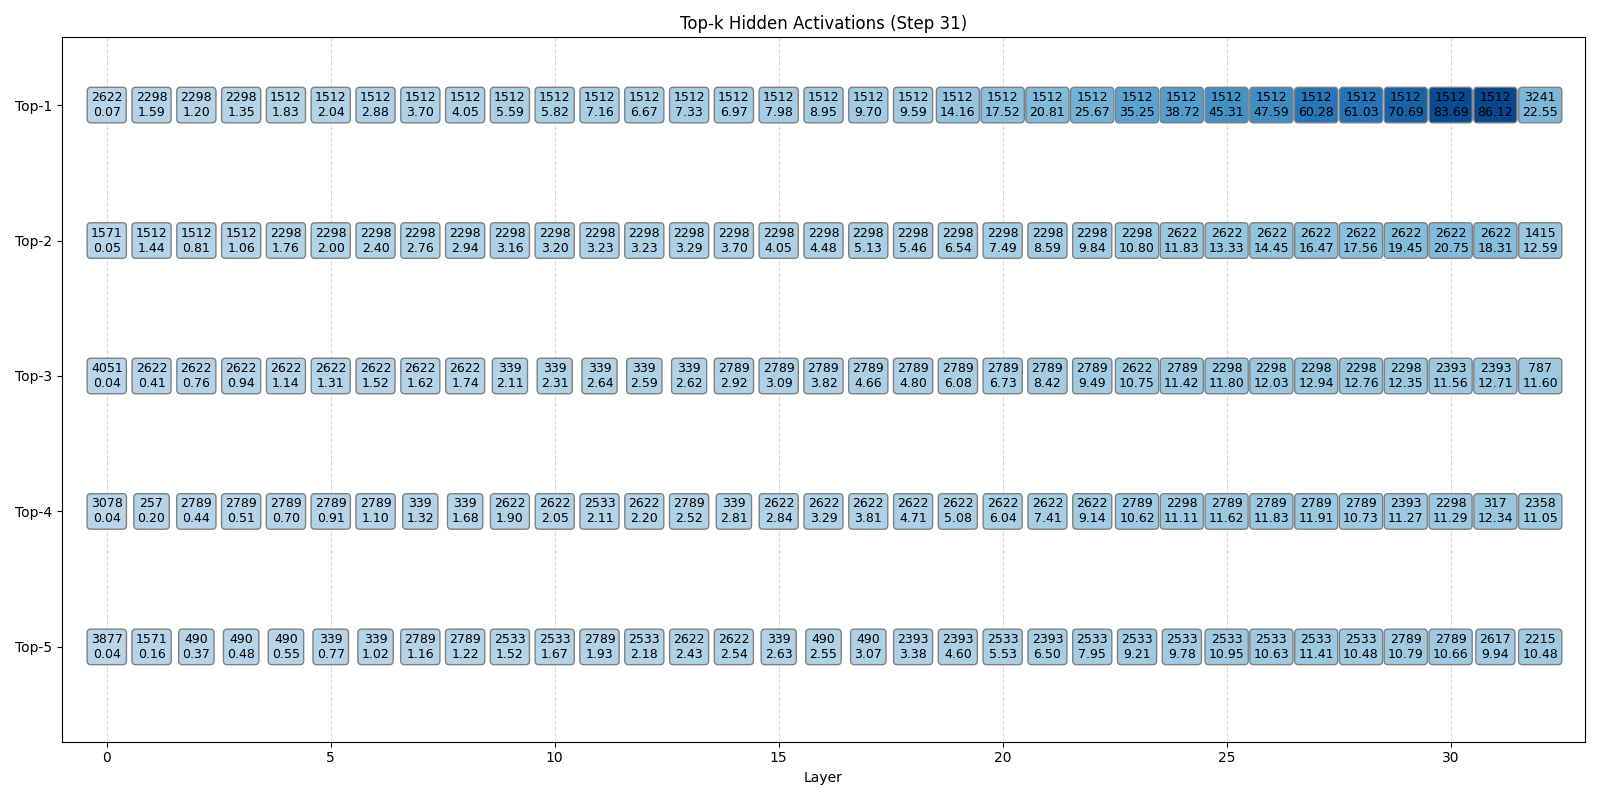 Top-k Hidden Activations (Step 31)
Top-1
2622 2298 2298 2298 1512 1512 1512 1512 1512 1512 1512 1512 1512 1512 1512 1512 1512 1512 1512 1512 1512 1512 1512 1512 1512 1512 1512 1512 1512 1512 1512 1512 3241
0.07 1.59 1.20 1.35 1.83 2.04 2.88 3.70 4.05 5.59 5.82 7.16 6.67 7.33 6.97 7.98 8.95 9.70 9.59 14.16 17.52 20.81 25.67 35.25 38.72 45.31 47.59 60.28 61.03 70.69 83.69 86.12 22.55
Top-2
1571 1512 1512 1512 2298 2298 2298 2298 2298 2298 2298 2298 2298 2298 2298 2298 2298 2298 2298 2298 2298 2298 2298 2298 2622 2622 2622 2622 2622 2622 2622 2622 1415
0.05 1.44 0.81 1.06 1.76 2.00 2.40 2.76 2.94 3.16 3.20 3.23 3.23 3.29 3.70 4.05 4.48 5.13 5.46 6.54 7.49 8.59 9.84 10.80 11.83 13.33 14.45 16.47 17.56 19.45 20.75 18.31 12.59
Top-3
4051 2622 2622 2622 2622 2622 2622 2622 2622 339 339 339 339 339 2789 2789 2789 2789 2789 2789 2789 2789 2789 2622 2789 2298 2298 2298 2298 2298 2393 2393 787
0.04 0.41 0.76 0.94 1.14 1.31 1.52 1.62 1.74 2.11 2.31 2.64 2.59 2.62 2.92 3.09 3.82 4.66 4.80 6.08 6.73 8.42 9.49 10.75 11.42 11.80 12.03 12.94 12.76 12.35 11.56 12.71 11.60
Top-4
3078 257 2789 2789 2789 2789 2789 339 339 2622 2622 2533 2622 2789 339 2622 2622 2622 2622 2622 2622 2622 2622 2789 2298 2789 2789 2789 2789 2393 2298 317 2358
0.04 0.20 0.44 0.51 0.70 0.91 1.10 1.32 1.68 1.90 2.05 2.11 2.20 2.52 2.81 2.84 3.29 3.81 4.71 5.08 6.04 7.41 9.14 10.62 11.11 11.62 11.83 11.91 10.73 11.27 11.29 12.34 11.05
Top-5
3877 1571 490 490 490 339 339 2789 2789 2533 2533 2789 2533 2622 2622 339 490 490 2393 2393 2533 2393 2533 2533 2533 2533 2533 2533 2533 2789 2789 2617 2215
0.04 0.16 0.37 0.48 0.55 0.77 1.02 1.16 1.22 1.52 1.67 1.93 2.18 2.43 2.54 2.63 2.55 3.07 3.38 4.60 5.53 6.50 7.95 9.21 9.78 10.95 10.63 11.41 10.48 10.79 10.66 9.94 10.48
0 5 10 15 20 25 30
Layer